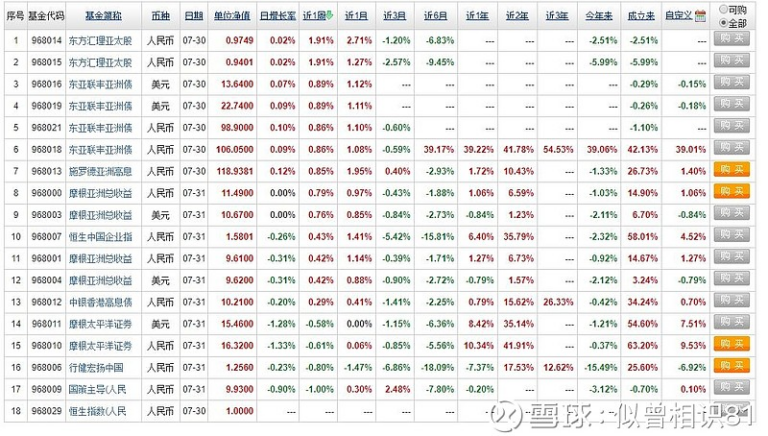 序号 基金代码 基金简称 币种 日期 单位净值 日增长率 近1周 近1月 近3月 近6月 近1年 近2年 近3年 今年来 成立来 自定义 可购 全部
1 968014 东方汇理亚太股 人民币 07-30 0.9749 0.02% 1.91% 2.71% -1.20% -6.83% --- --- --- -2.51% -2.51% 购买
2 968015 东方汇理亚太股 人民币 07-30 0.9401 0.02% 1.91% 1.27% -2.57% -9.45% --- --- --- -5.99% -5.99% 购买
3 968016 东亚联丰亚洲债 美元 07-30 13.6400 0.07% 0.89% 1.12% --- --- --- --- --- --- -0.29% -0.15% 购买
4 968019 东亚联丰亚洲债 美元 07-30 22.7400 0.09% 0.89% 1.11% --- --- --- --- --- --- -0.26% -0.18% 购买
5 968021 东亚联丰亚洲债 人民币 07-30 98.9000 0.10% 0.86% 1.10% -0.60% --- --- --- --- --- -1.10% 购买
6 968018 东亚联丰亚洲债 人民币 07-30 106.0500 0.09% 0.86% 1.08% -0.59% 39.17% 39.22% 41.78% 54.53% 39.06% 42.13% 39.01% 购买
7 968013 施罗德亚洲高息 人民币 07-30 118.9381 0.12% 0.85% 1.95% 0.40% -2.93% 1.72% 10.43% --- -1.33% 26.73% 1.40% 购买
8 968000 摩根亚洲总收益 人民币 07-31 11.4900 0.00% 0.79% 0.97% -0.43% -1.88% 1.06% 6.59% --- -1.03% 14.90% 1.06% 购买
9 968003 摩根亚洲总收益 美元 07-31 10.6700 0.00% 0.76% 0.85% -0.84% -2.73% -0.84% 1.23% --- -2.11% 6.70% -0.84% 购买
10 968007 恒生中国企业指 人民币 07-31 1.5801 -0.26% 0.43% 1.41% -5.42% -15.81% 6.40% 35.79% --- -2.32% 58.01% 4.52% 购买
11 968001 摩根亚洲总收益 人民币 07-31 9.6100 -0.31% 0.42% 1.14% -0.39% -1.71% 1.27% 6.73% --- -0.92% 14.67% 1.27% 购买
12 968004 摩根亚洲总收益 美元 07-31 9.6200 -0.31% 0.42% 0.88% -0.90% -2.72% -0.79% 1.57% --- -2.12% 3.24% -0.79% 购买
13 968012 中银香港高息债 人民币 07-31 10.2100 -0.20% 0.29% 0.41% -1.41% -2.25% 0.79% 15.62% 26.33% -0.42% 34.24% 0.70% 购买
14 968011 摩根太平洋证券 美元 07-31 15.4600 -1.28% -0.58% 0.00% -1.15% -6.36% 8.42% 35.14% --- --- 54.60% 7.51% 购买
15 968010 摩根太平洋证券 人民币 07-31 16.3200 -1.33% -0.61% 0.06% -0.85% -5.56% 10.34% 41.91% --- -0.37% 63.20% 9.53% 购买
16 968006 行健宏扬中国 人民币 07-31 1.2560 -0.23% -0.80% -1.47% -6.86% -18.09% -7.37% 17.53% 12.62% -15.49% 25.60% -6.92% 购买
17 968009 人民币 07-31 9.9300 -0.90% -1.00% 0.30% 2.48% -7.80% -0.20% --- --- -3.12% -0.70% 0.10% 购买
18 968029 恒生指数(人民 人民币 07-30 1.0000 --- --- --- --- --- ---
雪球：似曾相识81